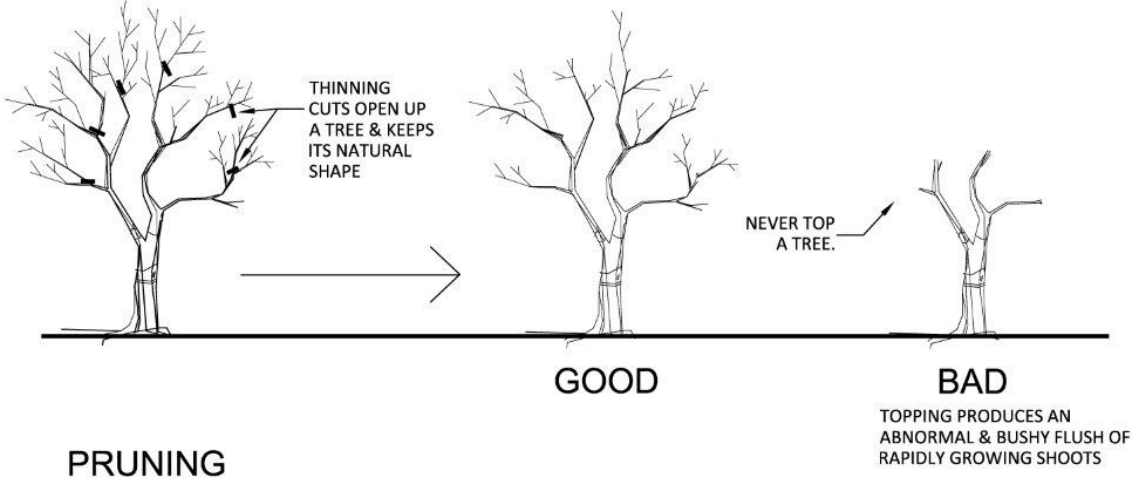 THINNING
CUTS OPEN UP
A TREE & KEEPS
ITS NATURAL
SHAPE
NEVER TOP
A TREE.
GOOD
BAD
TOPPING PRODUCES AN
ABNORMAL & BUSHY FLUSH OF
RAPIDLY GROWING SHOOTS
PRUNING